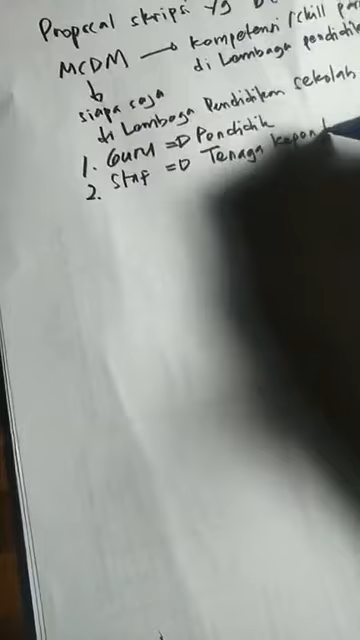 Proposal skripsi yg
MCDM → kompetensi / skill
di Lembaga pendidik
↓
siapa saja
di Lembaga Pendidikan sekolah
1. Guru => Pendidik
2. Staf => Tenaga kepend